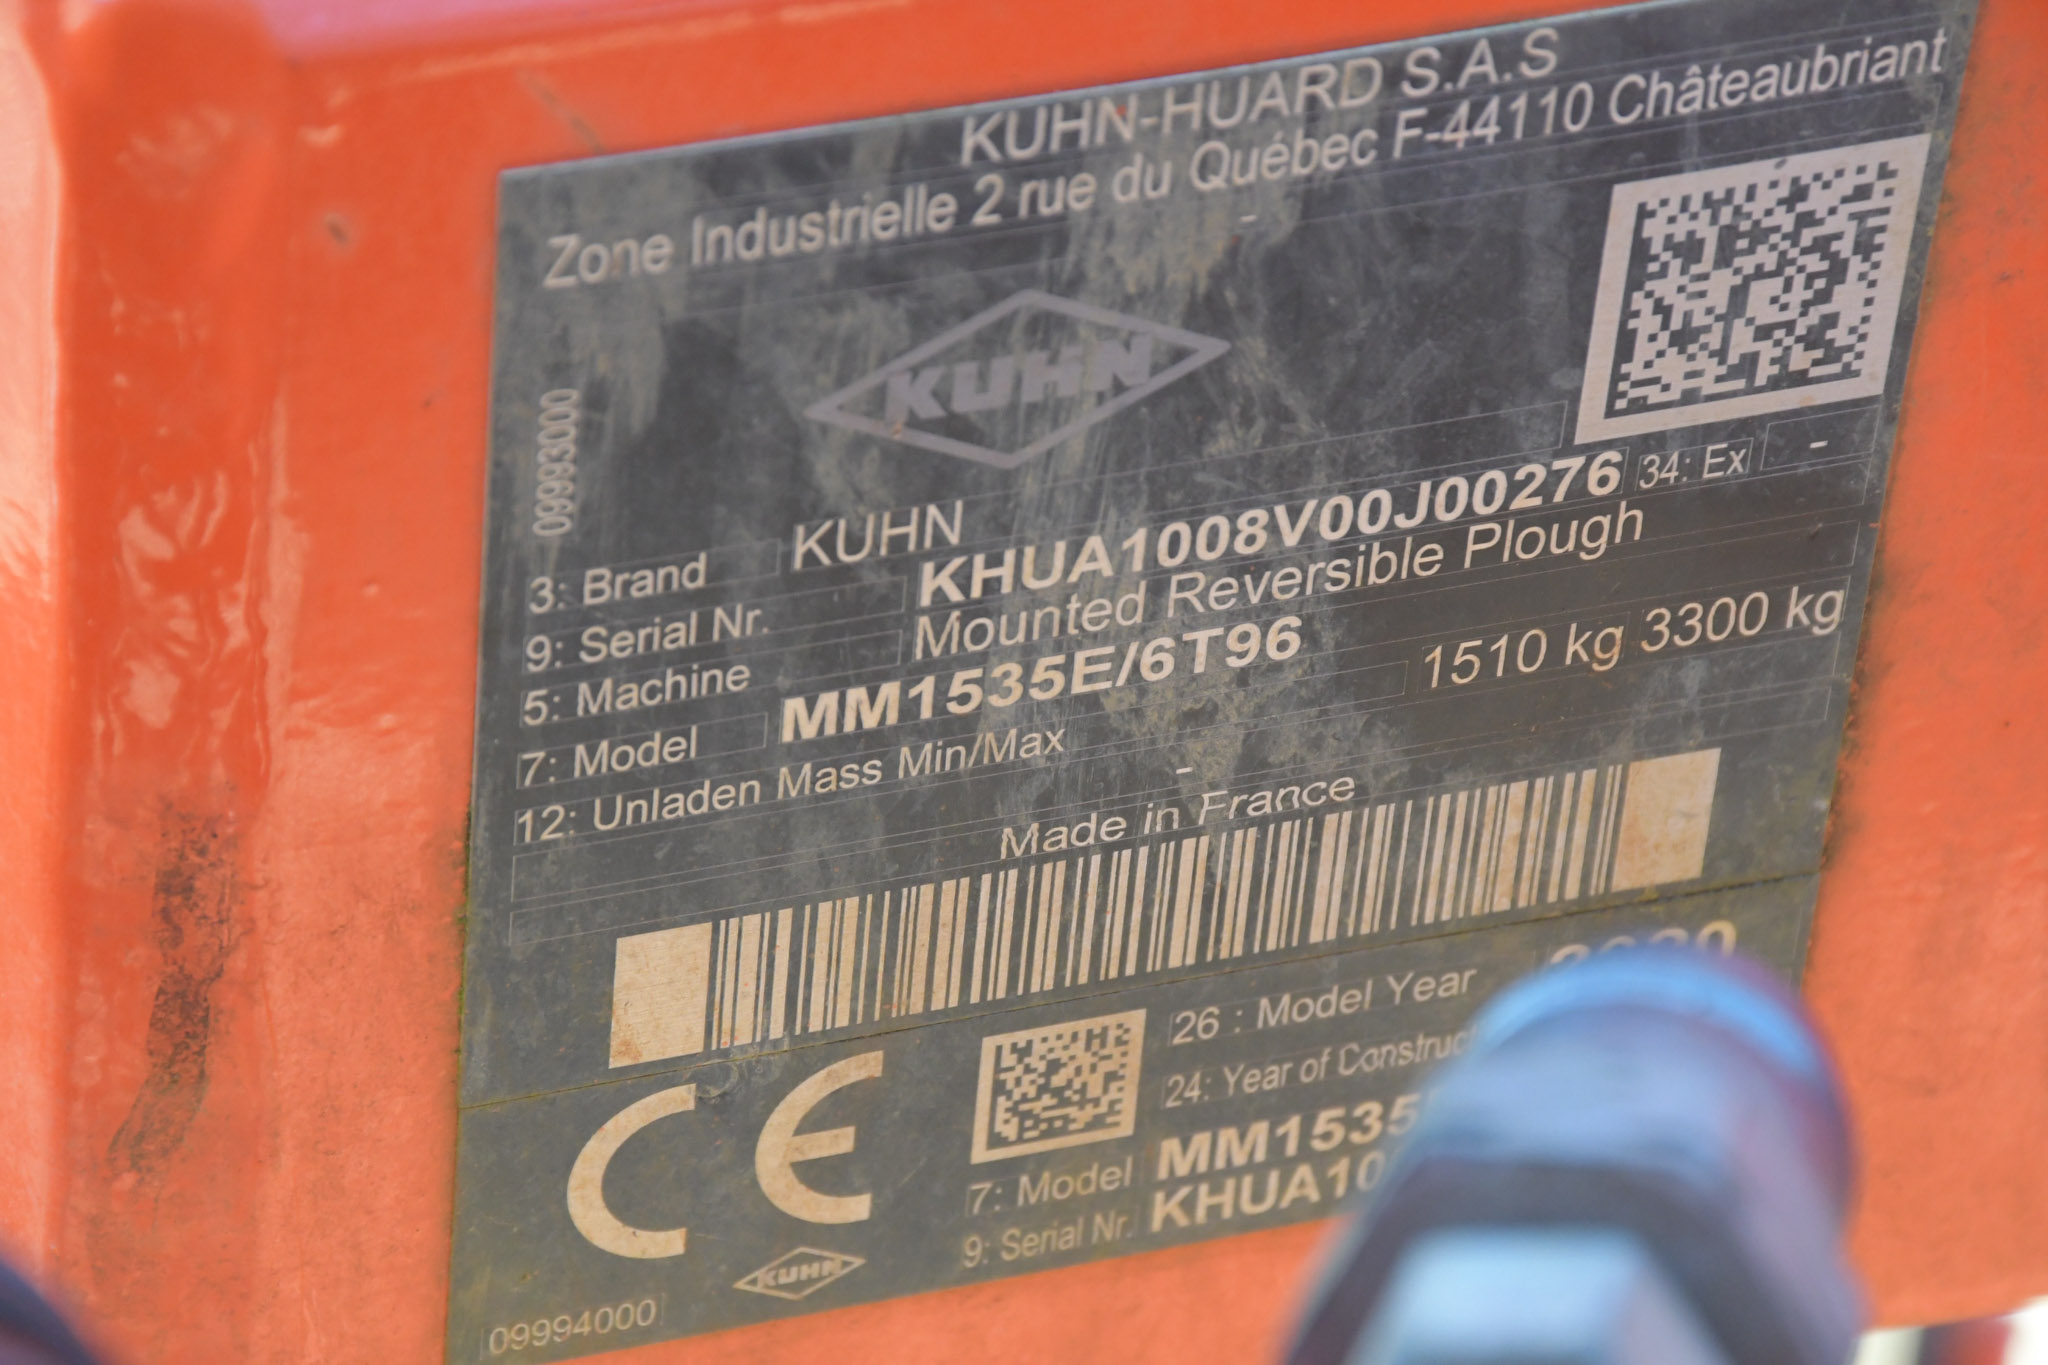 KUHN-HUARD S.A.S
Zone Industrielle 2 rue du Québec F-44110 Châteaubriant
-
KUHN
09993000
3: Brand KUHN
9: Serial Nr. KHUA1008V00J00276 34: Ex -
5: Machine Mounted Reversible Plough
7: Model MM1535E/6T96
12: Unladen Mass Min/Max 1510 kg 3300 kg
-
Made in France
CE
26 : Model Year
24: Year of Construc
7: Model MM1535
9: Serial Nr. KHUA10
KUHN
09994000